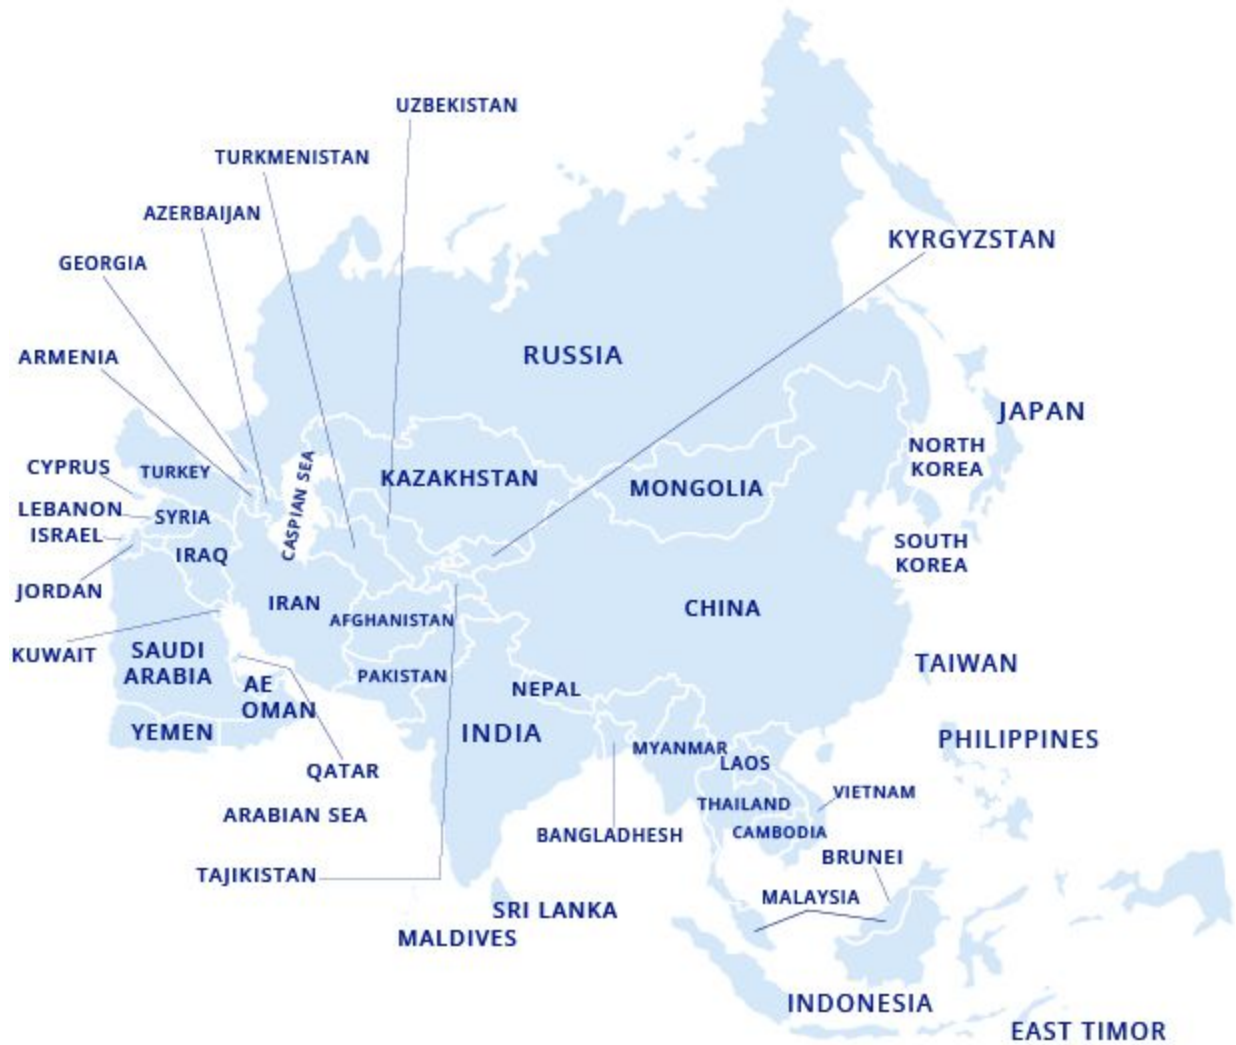 UZBEKISTAN
TURKMENISTAN
AZERBAIJAN
KYRGYZSTAN
GEORGIA
ARMENIA
RUSSIA
JAPAN
NORTH
KOREA
CYPRUS
TURKEY
CASPIAN SEA
KAZAKHSTAN
MONGOLIA
LEBANON
SYRIA
ISRAEL
IRAQ
SOUTH
KOREA
JORDAN
IRAN
AFGHANISTAN
CHINA
KUWAIT
SAUDI
ARABIA
TAIWAN
AE
OMAN
PAKISTAN
NEPAL
YEMEN
INDIA
MYANMAR
PHILIPPINES
LAOS
QATAR
VIETNAM
THAILAND
ARABIAN SEA
BANGLADHESH
CAMBODIA
BRUNEI
TAJIKISTAN
MALAYSIA
SRI LANKA
MALDIVES
INDONESIA
EAST TIMOR